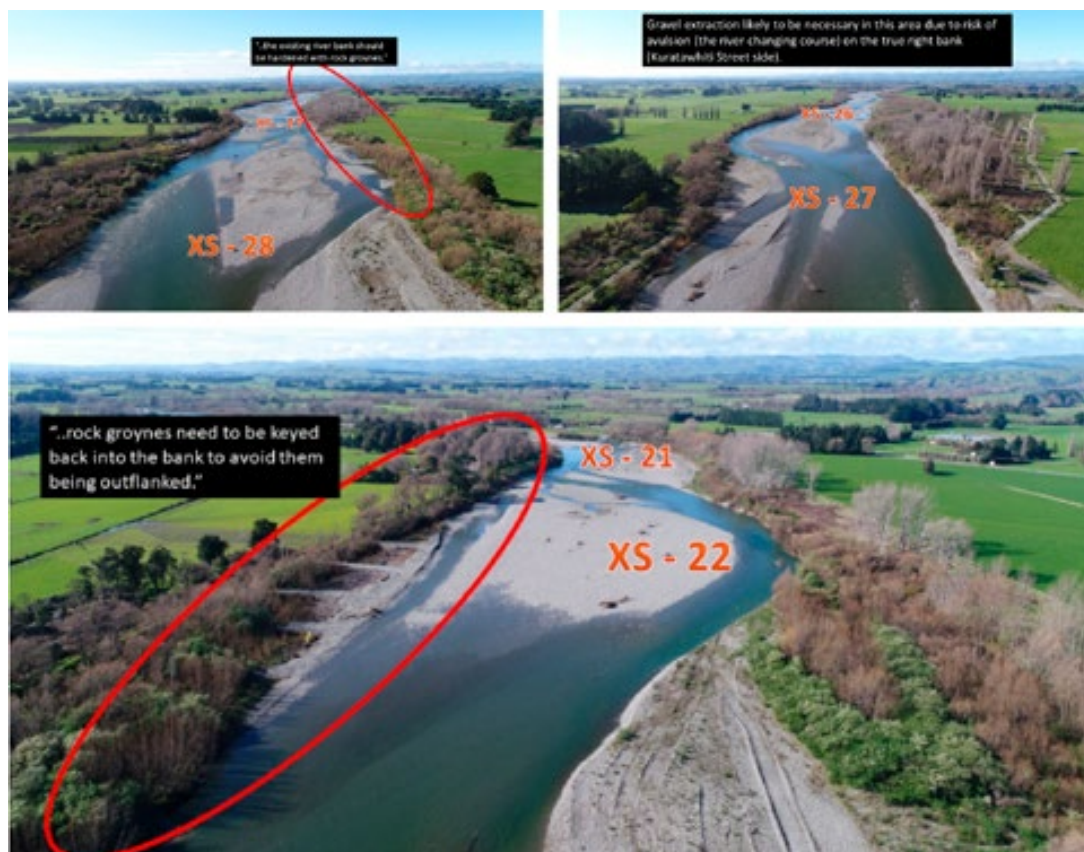 "..the existing river bank should
be hardened with rock groynes;"
XS - 28
Gravel extraction likely to be necessary in this area due to risk of
avulsion (the river changing course) on the true right bank
(Kuratawhiti Street side).
XS - 26
XS - 27
"..rock groynes need to be keyed
back into the bank to avoid them
being outflanked."
XS - 21
XS - 22